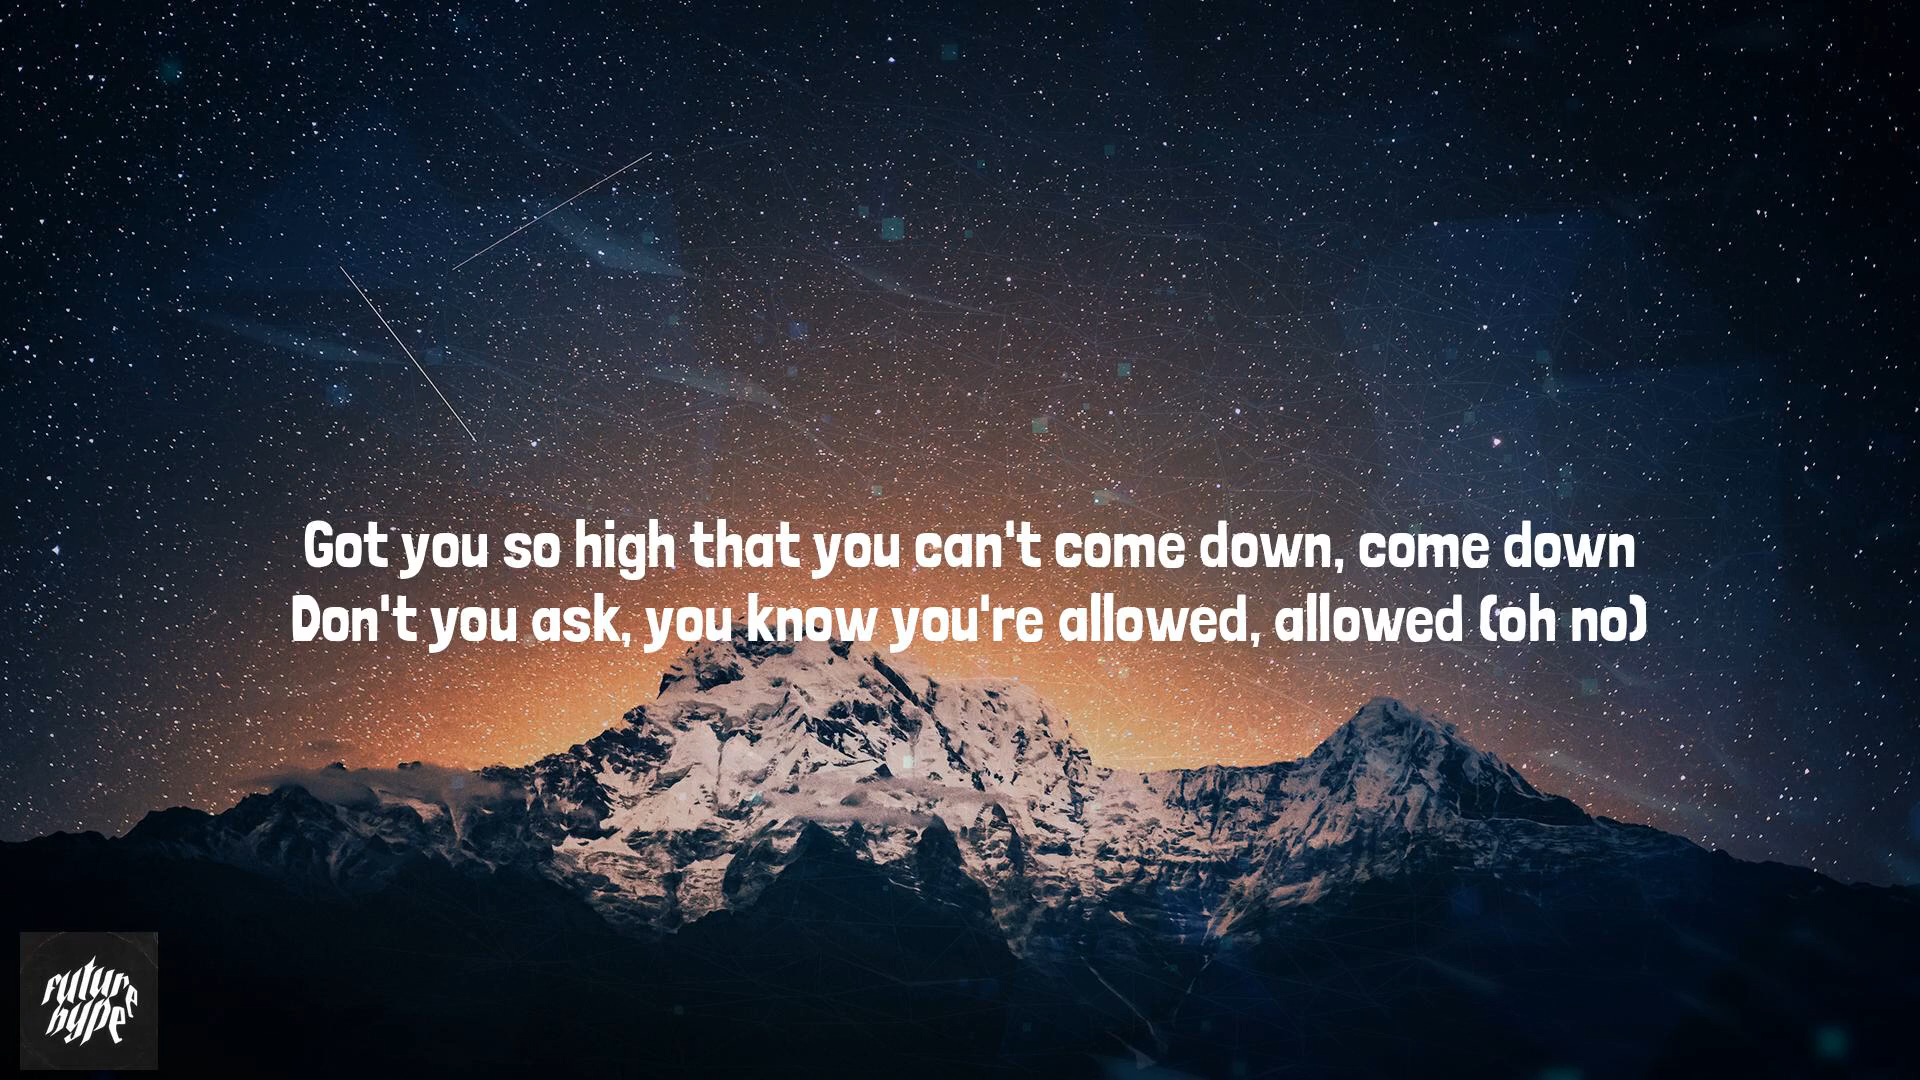 Got you so high that you can't come down, come down
Don't you ask, you know you're allowed, allowed (oh no)
future
hype